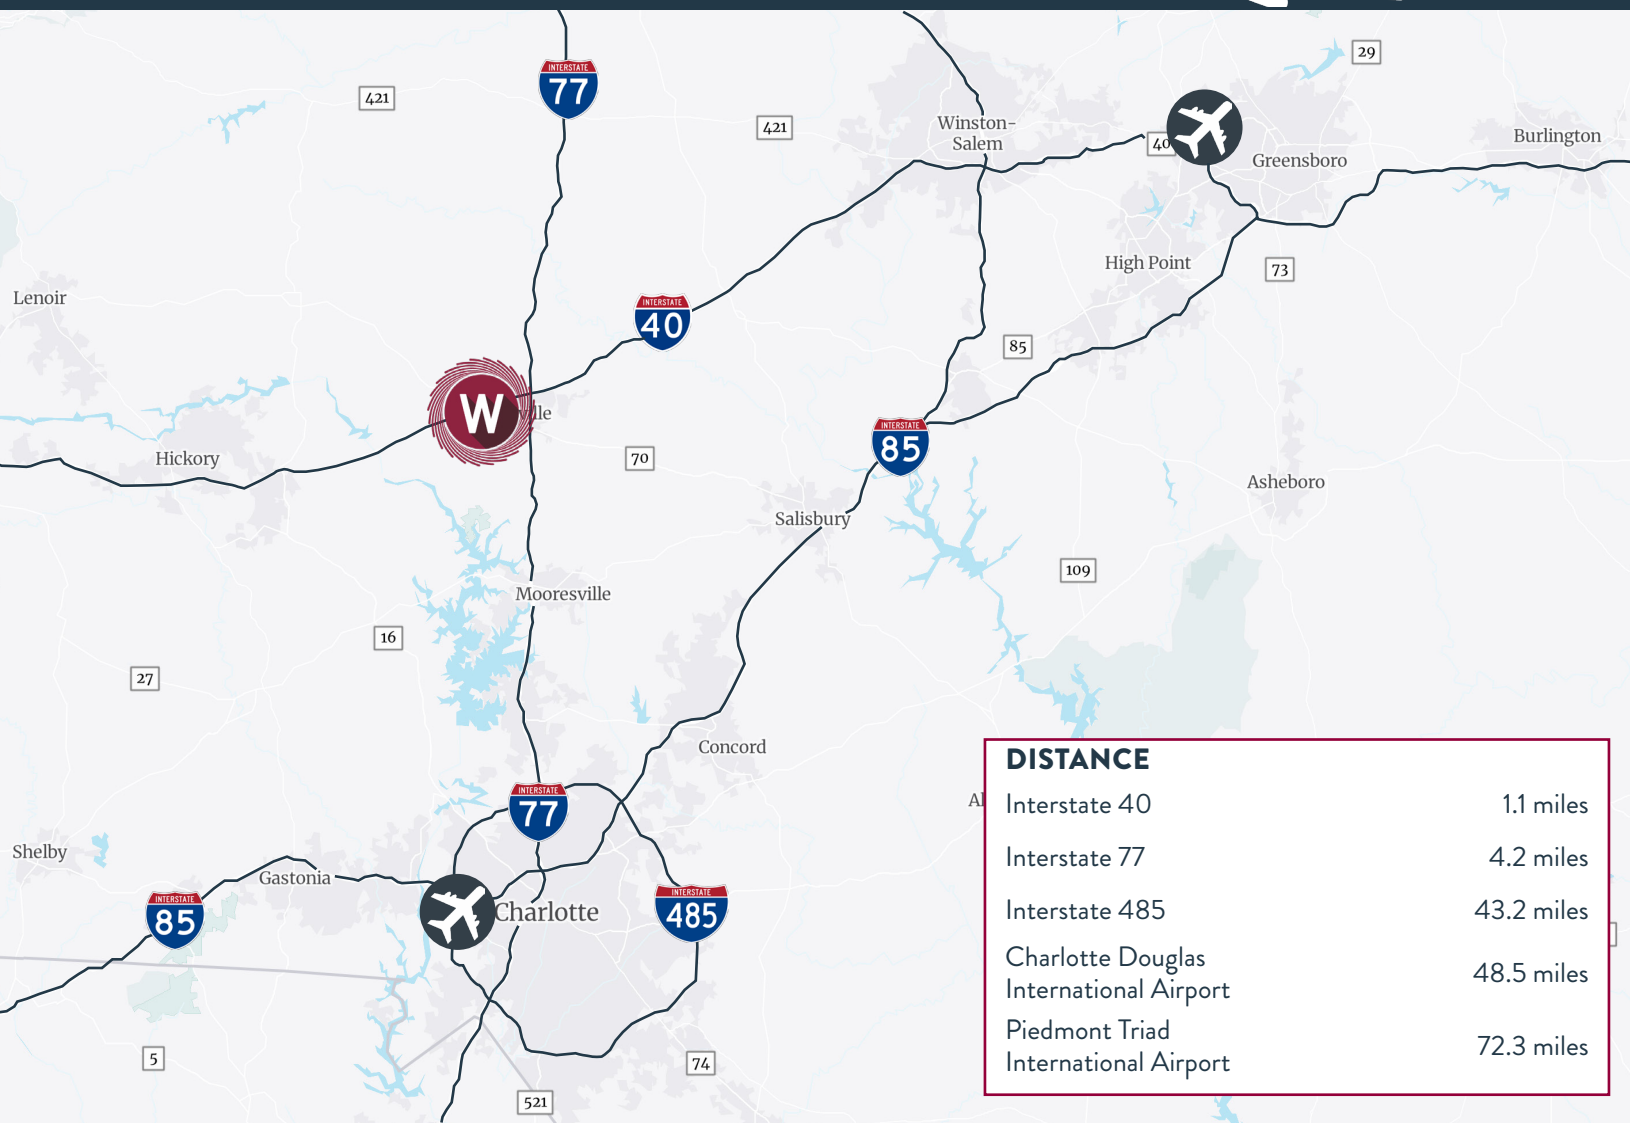 INTERSTATE
77
29
421
421
Winston-
Salem
40
Burlington
Greensboro
High Point
73
Lenoir
INTERSTATE
40
85
W
ville
INTERSTATE
85
Hickory
70
Asheboro
Salisbury
109
Mooresville
16
27
Concord
INTERSTATE
77
Shelby
Gastonia
INTERSTATE
85
Charlotte
INTERSTATE
485
5
74
521
DISTANCE
Interstate 40 1.1 miles
Interstate 77 4.2 miles
Interstate 485 43.2 miles
Charlotte Douglas
International Airport 48.5 miles
Piedmont Triad
International Airport 72.3 miles